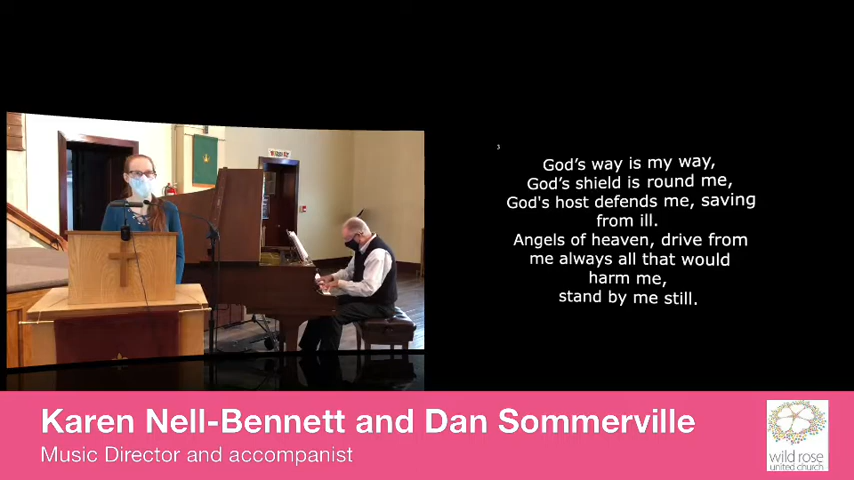 3
God's way is my way,
God's shield is round me,
God's host defends me, saving
from ill.
Angels of heaven, drive from
me always all that would
harm me,
stand by me still.
Karen Nell-Bennett and Dan Sommerville
Music Director and accompanist
wild rose
united church